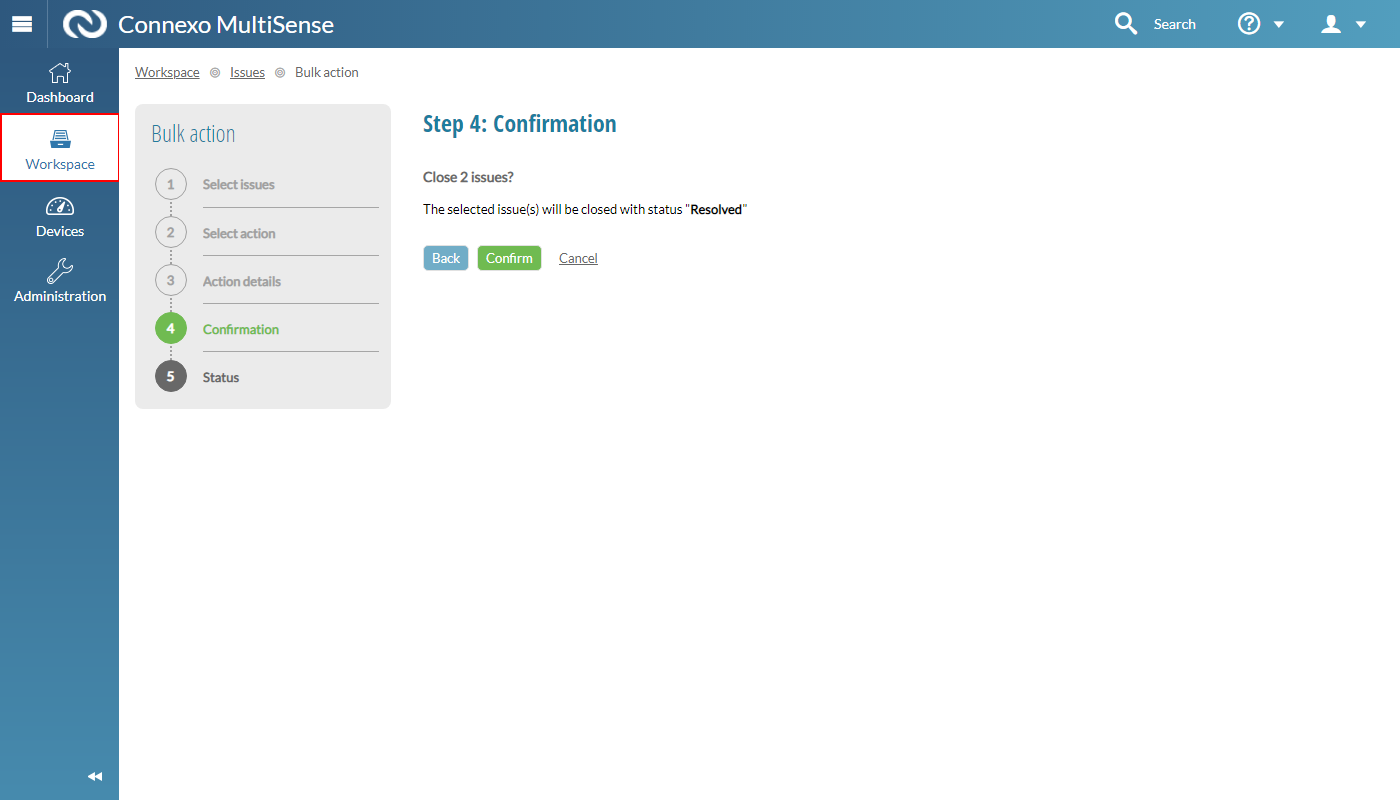 Connexo MultiSense
Search
Dashboard
Workspace
Devices
Administration
Workspace Issues Bulk action
Bulk action
1 Select issues
2 Select action
3 Action details
4 Confirmation
5 Status
Step 4: Confirmation
Close 2 issues?
The selected issue(s) will be closed with status "Resolved"
Back Confirm Cancel